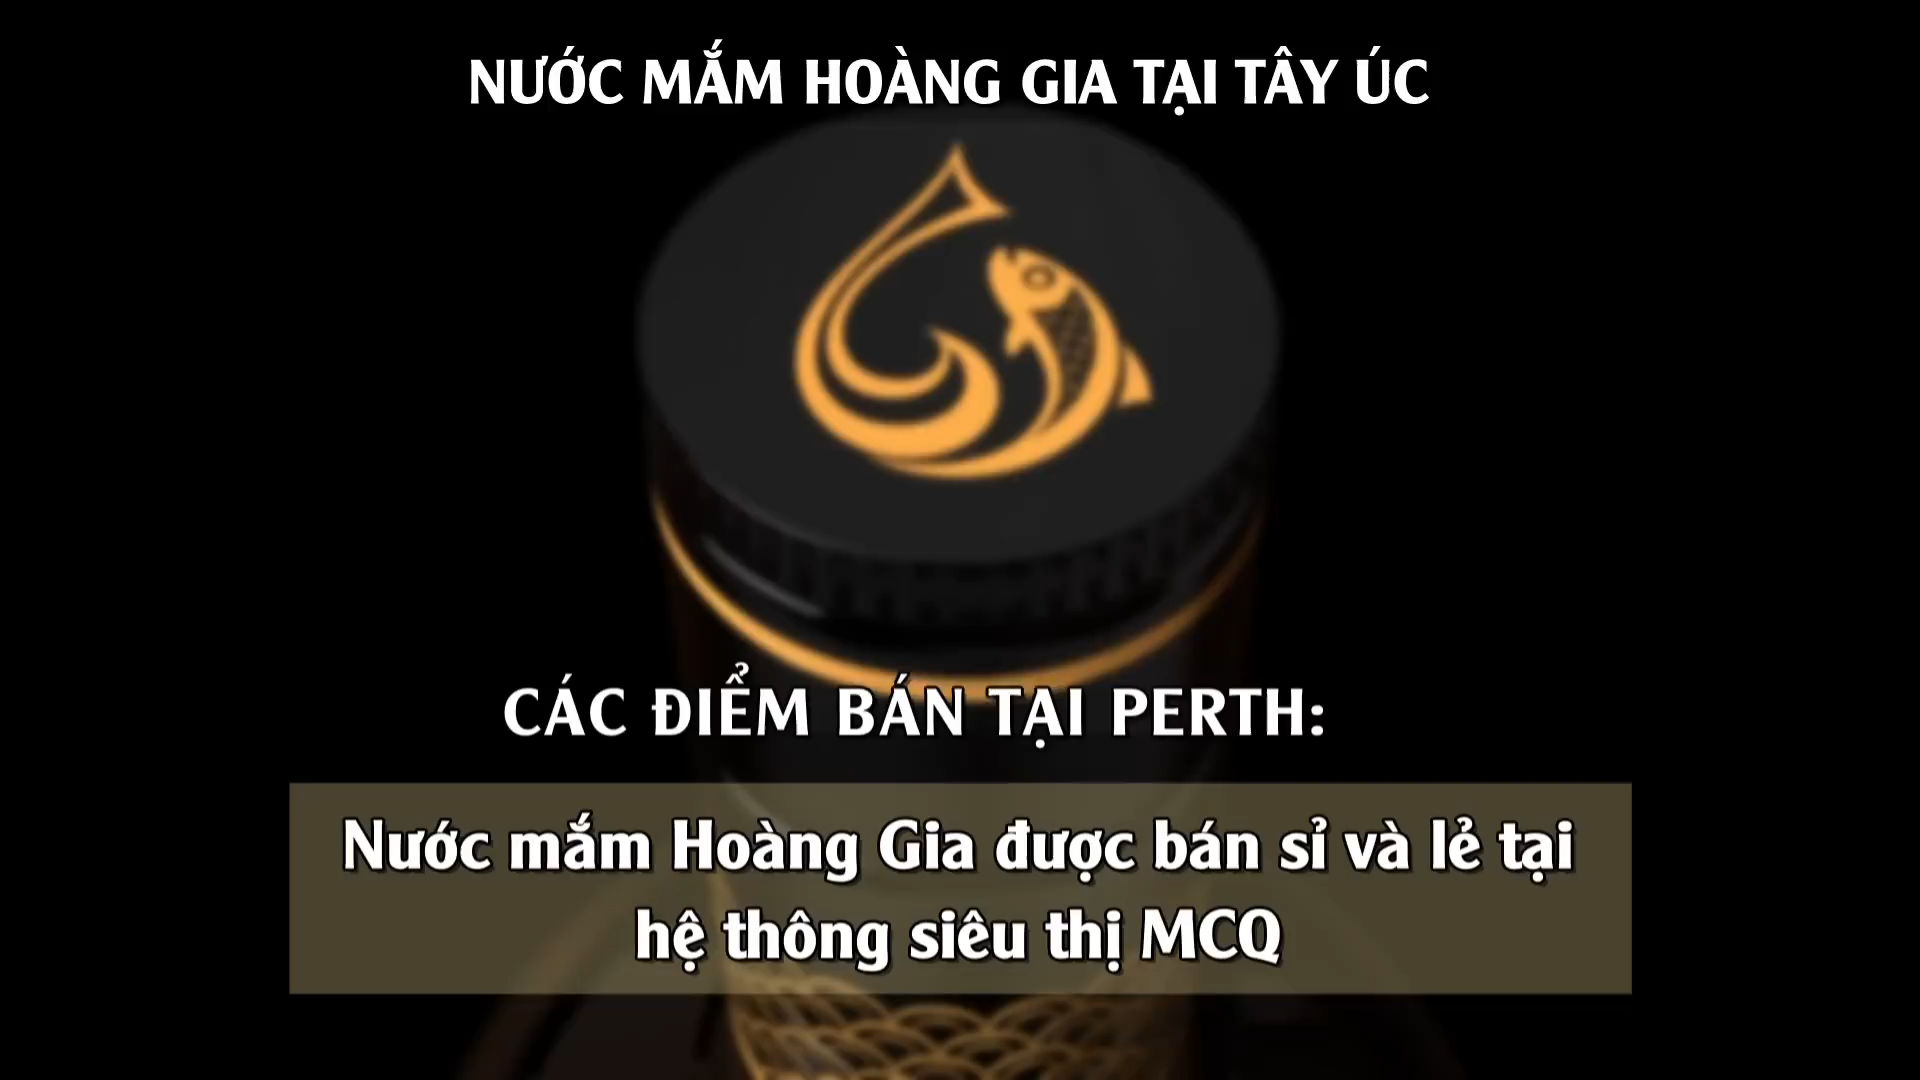 NƯỚC MẮM HOÀNG GIA TẠI TÂY ÚC
CÁC ĐIỂM BÁN TẠI PERTH:
Nước mắm Hoàng Gia được bán sỉ và lẻ tại
hệ thông siêu thị MCQ